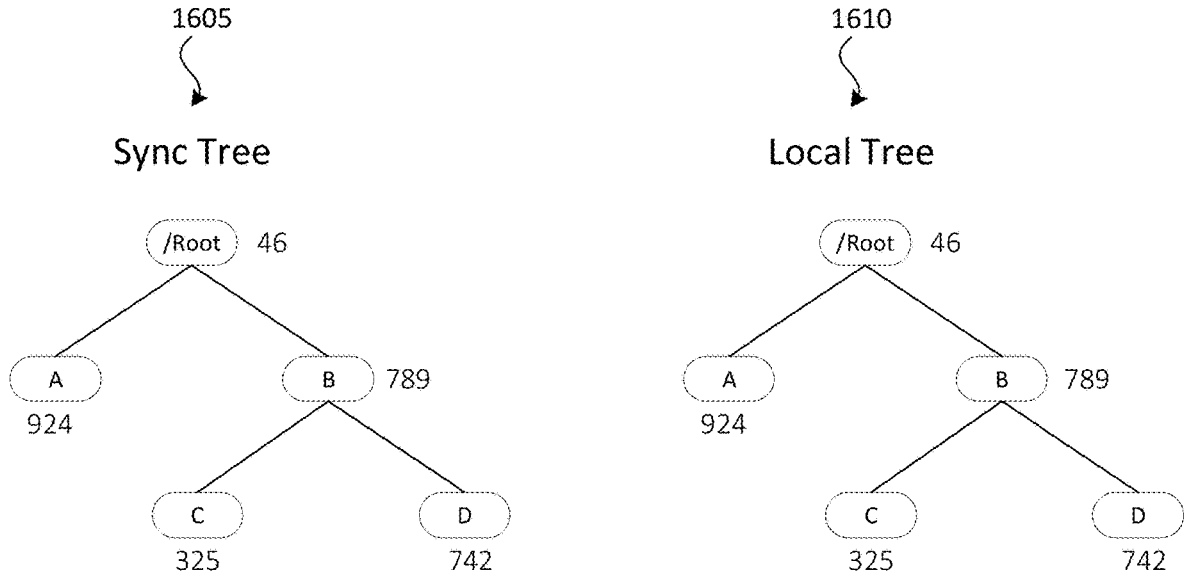 1605
1610
Sync Tree
Local Tree
/Root 46
/Root 46
A
B 789
A
B 789
924
924
C
D
C
D
325
742
325
742